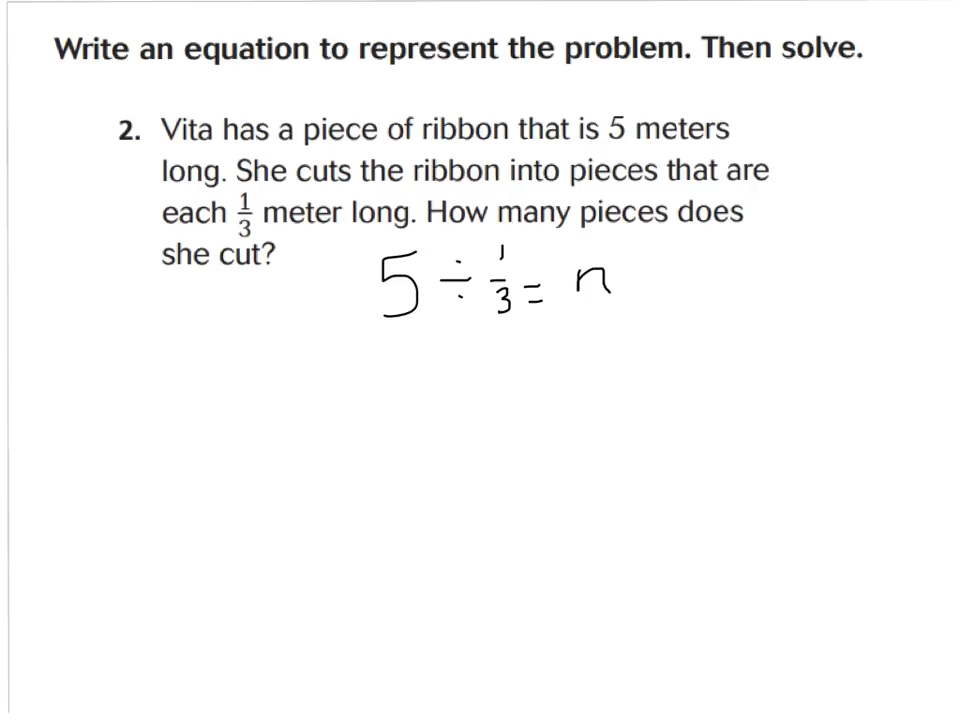 Write an equation to represent the problem. Then solve.
2. Vita has a piece of ribbon that is 5 meters
long. She cuts the ribbon into pieces that are
each 1/3 meter long. How many pieces does
she cut?
5 ÷ 1/3 = n